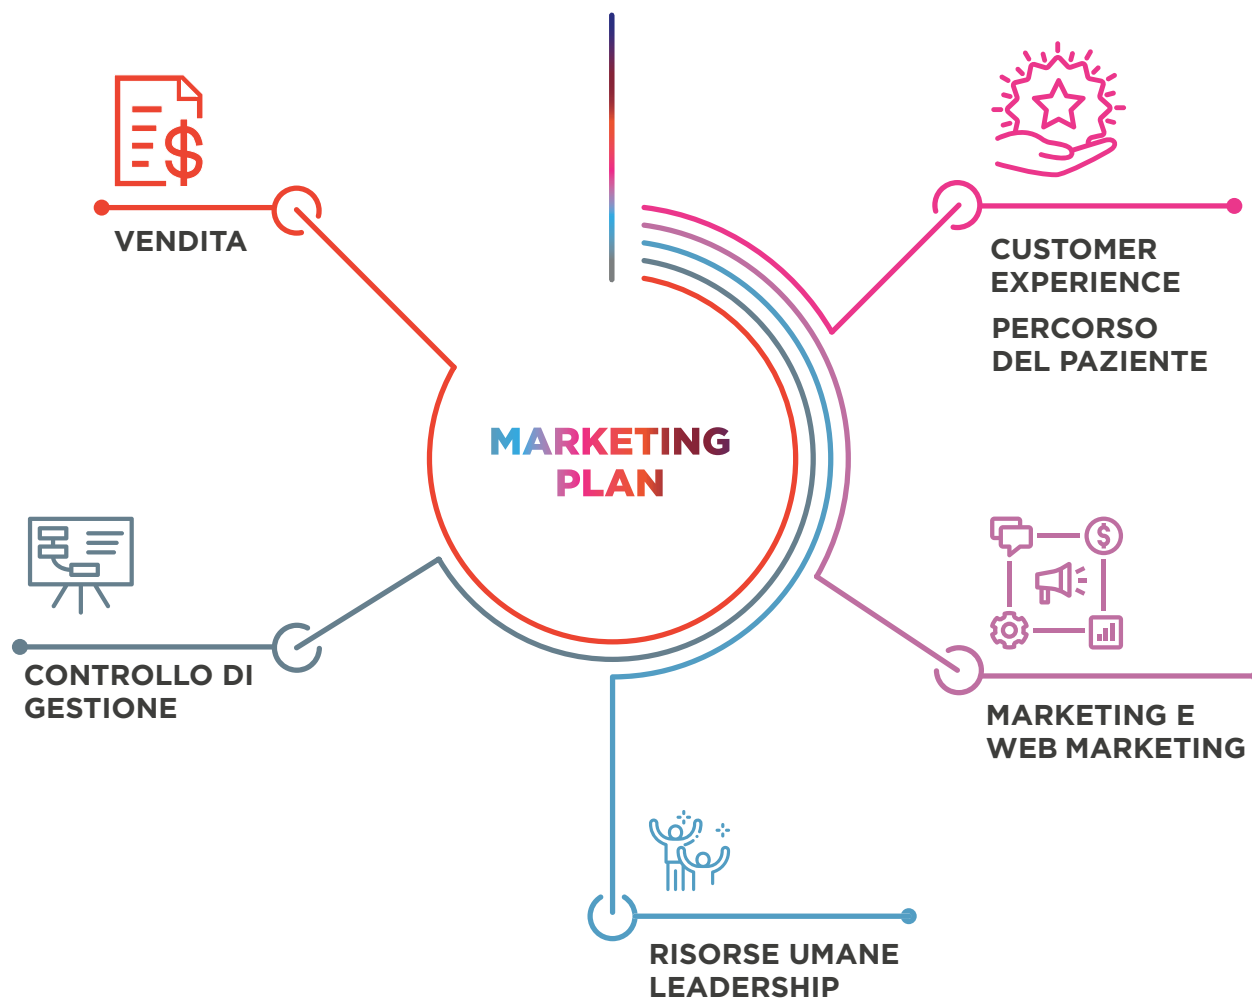 VENDITA
CUSTOMER
EXPERIENCE
PERCORSO
DEL PAZIENTE
MARKETING
PLAN
CONTROLLO DI
GESTIONE
MARKETING E
WEB MARKETING
RISORSE UMANE
LEADERSHIP